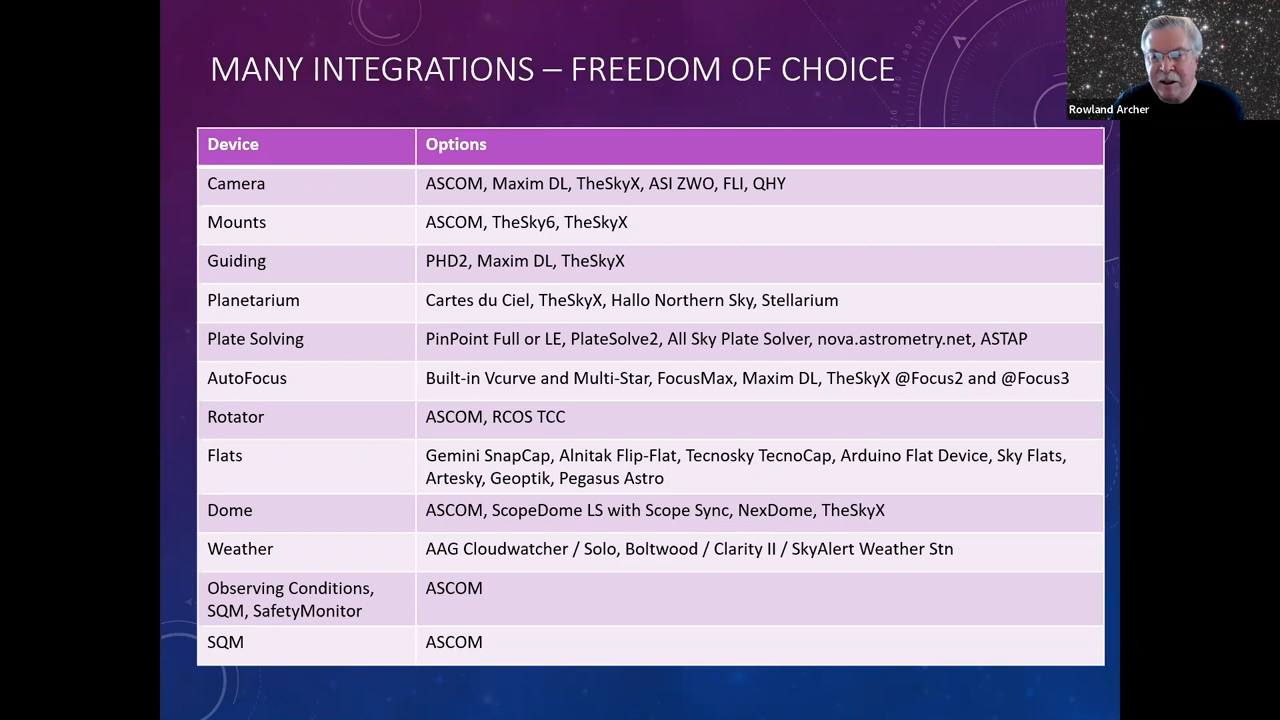 MANY INTEGRATIONS – FREEDOM OF CHOICE
Rowland Archer
Device Options
Camera ASCOM, Maxim DL, TheSkyX, ASI ZWO, FLI, QHY
Mounts ASCOM, TheSky6, TheSkyX
Guiding PHD2, Maxim DL, TheSkyX
Planetarium Cartes du Ciel, TheSkyX, Hallo Northern Sky, Stellarium
Plate Solving PinPoint Full or LE, PlateSolve2, All Sky Plate Solver, nova.astrometry.net, ASTAP
AutoFocus Built-in Vcurve and Multi-Star, FocusMax, Maxim DL, TheSkyX @Focus2 and @Focus3
Rotator ASCOM, RCOS TCC
Flats Gemini SnapCap, Alnitak Flip-Flat, Tecnosky TecnoCap, Arduino Flat Device, Sky Flats,
Artesky, Geoptik, Pegasus Astro
Dome ASCOM, ScopeDome LS with Scope Sync, NexDome, TheSkyX
Weather AAG Cloudwatcher / Solo, Boltwood / Clarity II / SkyAlert Weather Stn
Observing Conditions, ASCOM
SQM, SafetyMonitor
SQM ASCOM